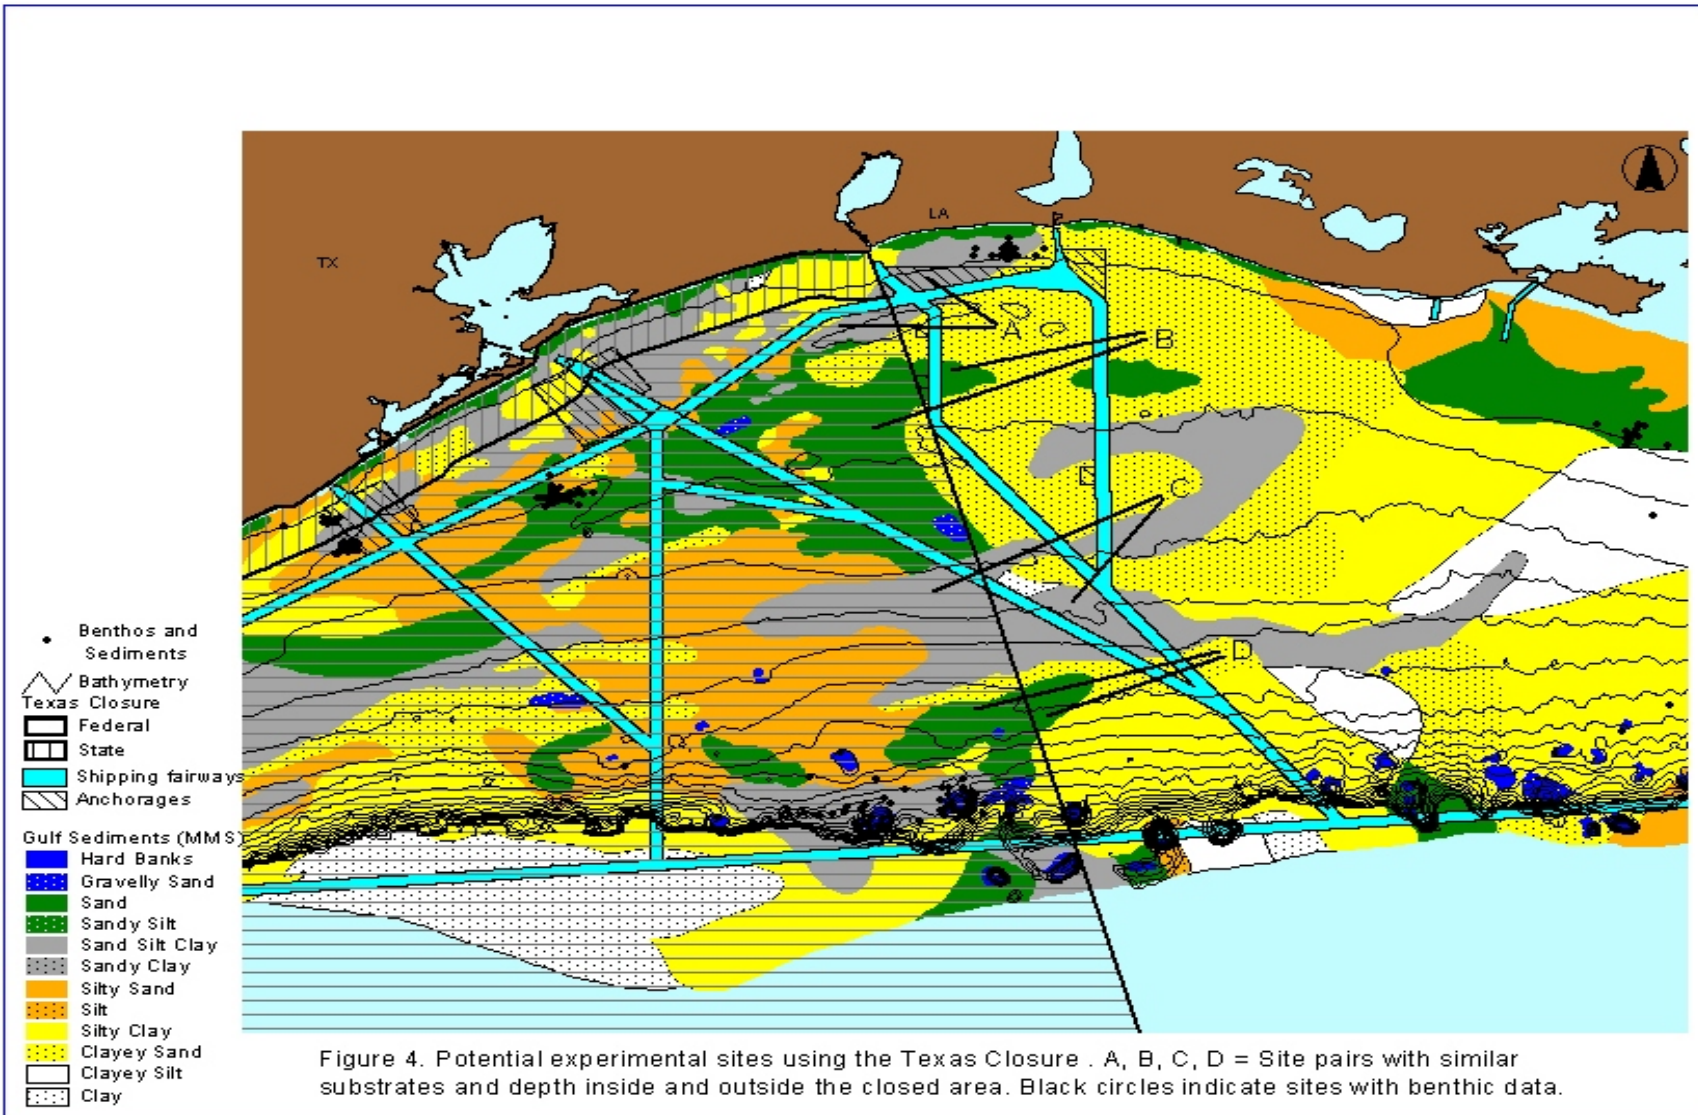 TX
LA
A
B
C
D
Benthos and
Sediments
Bathymetry
Texas Closure
Federal
State
Shipping fairways
Anchorages
Gulf Sediments (MMS)
Hard Banks
Gravelly Sand
Sand
Sandy Silt
Sand Silt Clay
Sandy Clay
Silty Sand
Silt
Silty Clay
Clayey Sand
Clayey Silt
Clay
Figure 4. Potential experimental sites using the Texas Closure . A, B, C, D = Site pairs with similar
substrates and depth inside and outside the closed area. Black circles indicate sites with benthic data.